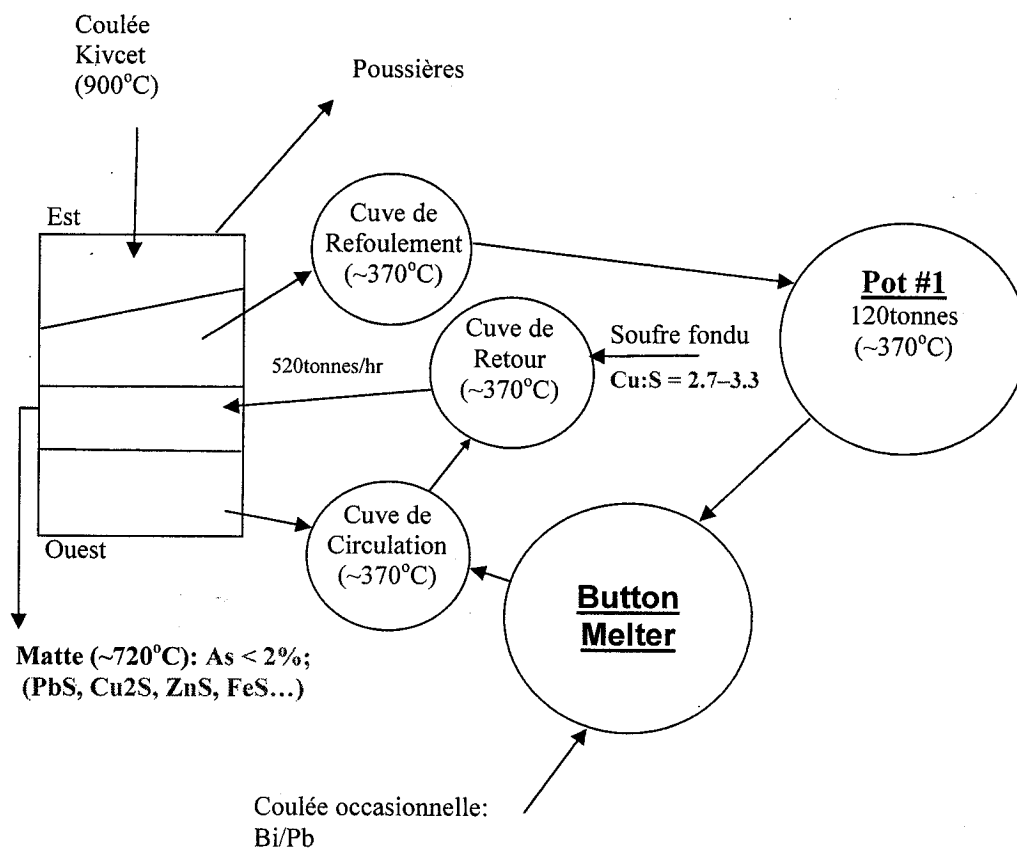 Coulée
Kivcet
(900°C)
Poussières
Est
Cuve de
Refoulement
(~370°C)
Pot #1
120tonnes
(~370°C)
Cuve de
Retour
(~370°C)
Soufre fondu
Cu:S = 2.7–3.3
520tonnes/hr
Cuve de
Circulation
(~370°C)
Ouest
Button
Melter
Matte (~720°C): As < 2%;
(PbS, Cu2S, ZnS, FeS…)
Coulée occasionnelle:
Bi/Pb